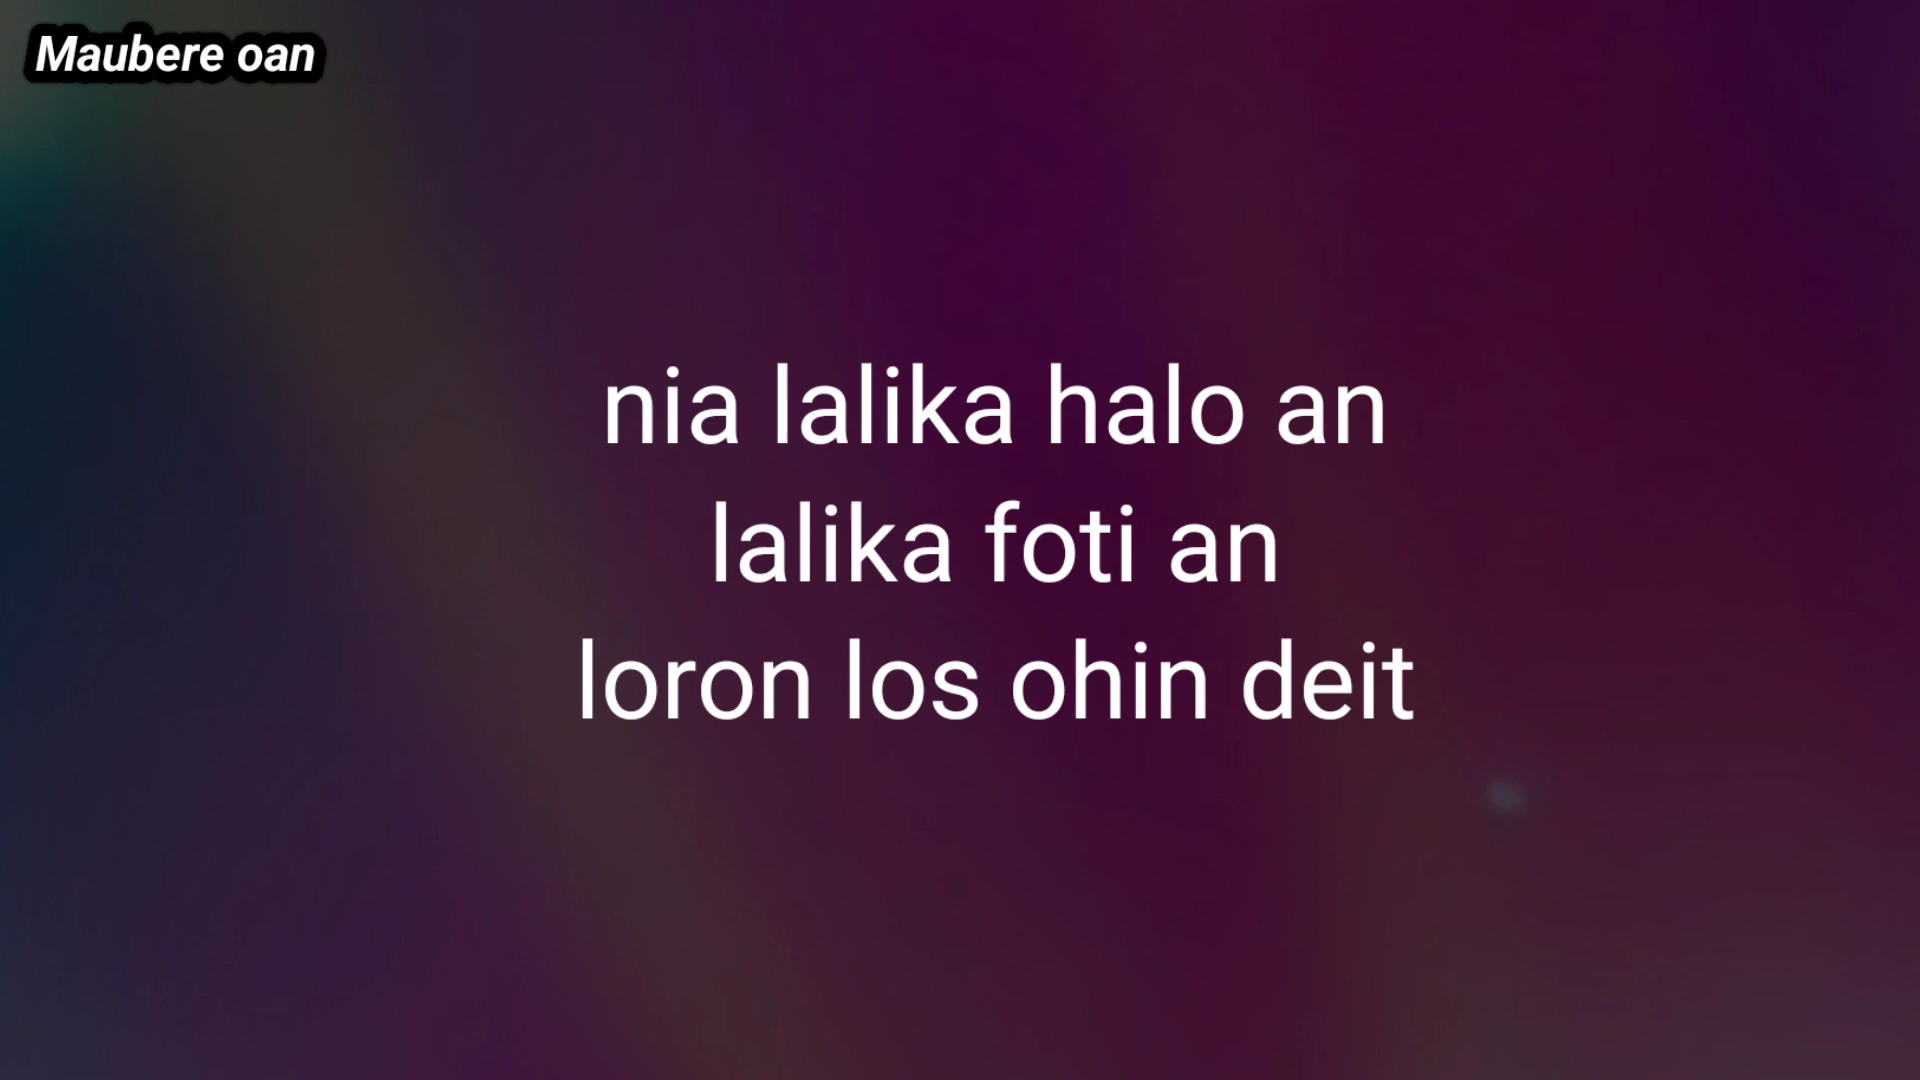 Maubere oan
nia lalika halo an
lalika foti an
loron los ohin deit